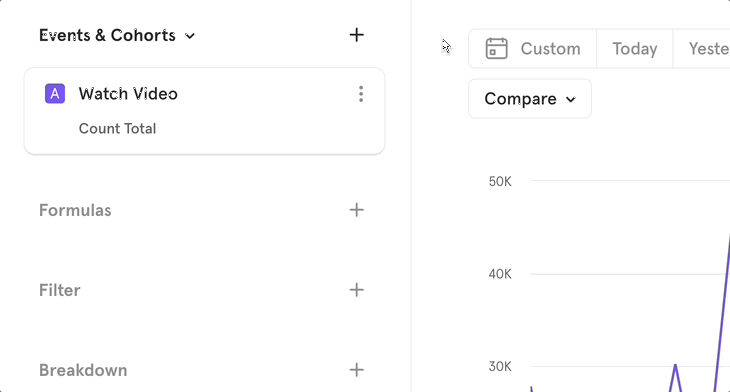 Events & Cohorts
A Watch Video
Count Total
Formulas
Filter
Breakdown
Custom Today Yeste
Compare
50K
40K
30K